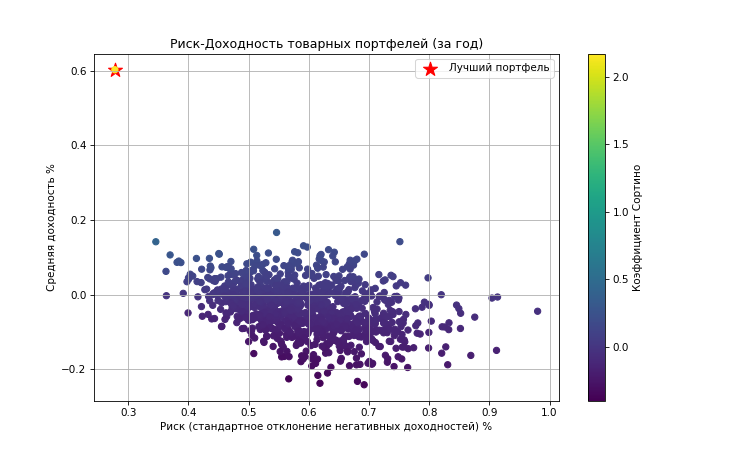 Риск-Доходность товарных портфелей (за год)
Лучший портфель
Средняя доходность %
0.6
0.4
0.2
0.0
−0.2
0.3 0.4 0.5 0.6 0.7 0.8 0.9 1.0
Риск (стандартное отклонение негативных доходностей) %
2.0
1.5
1.0
0.5
0.0
Коэффициент Сортино